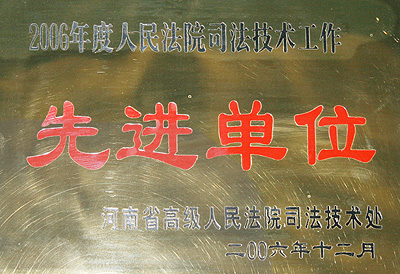 2006年度人民法院司法技术工作
先进单位
河南省高级人民法院司法技术处
二00六年十二月